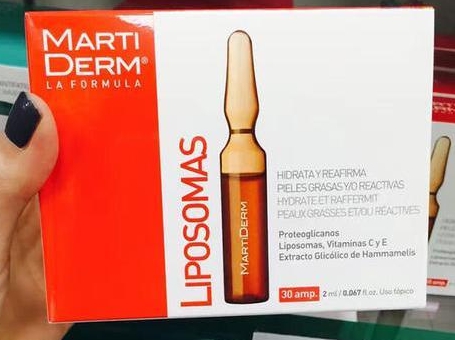 MARTI
DERM®
LA FORMULA
LIPOSOMAS
MARTIDERM
HIDRATA Y REAFIRMA
PIELES GRASAS Y/O REACTIVAS
HYDRATE ET RAFFERMIT
PEAUX GRASSES ET/OU RÉACTIVES
Proteoglicanos
Liposomas, Vitaminas C y E
Extracto Glicólico de Hammamelis
30 amp. 2 ml / 0.067 fl oz. Uso tópico